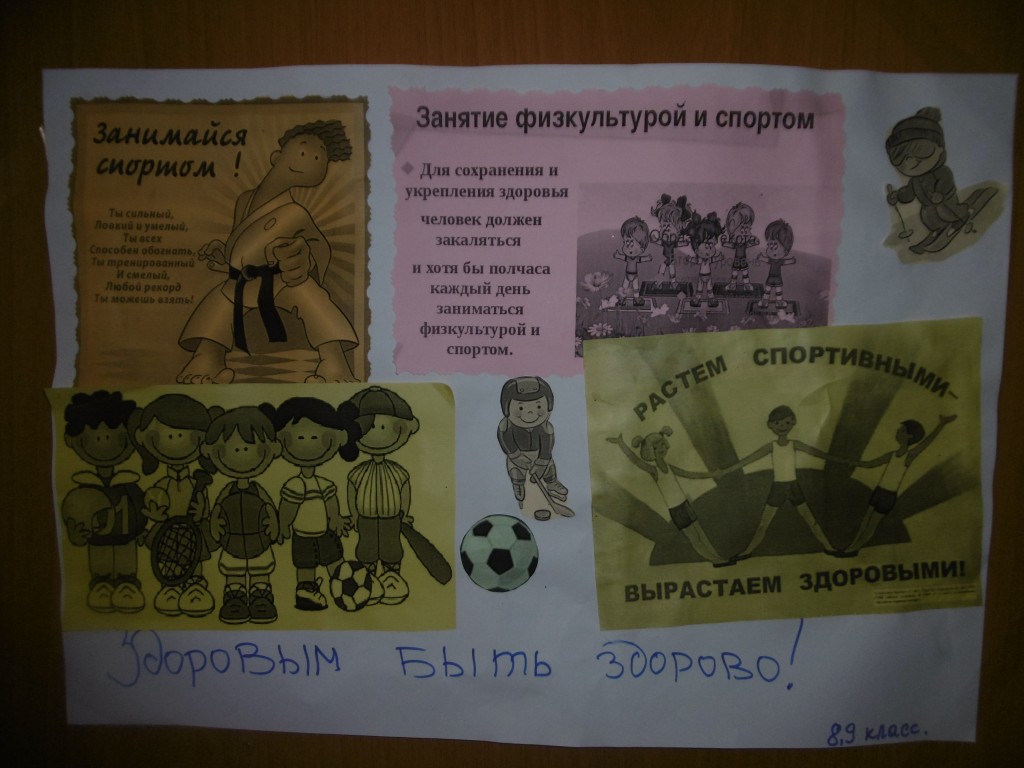 Занимайся
спортом !
Ты сильный,
Ловкий и умелый,
Ты всех
Способен обогнать,
Ты тренированный
И смелый,
Любой рекорд
Ты можешь взять!
Занятие физкультурой и спортом
Для сохранения и
укрепления здоровья
человек должен
закаляться
и хотя бы полчаса
каждый день
заниматься
физкультурой и
спортом.
РАСТЕМ СПОРТИВНЫМИ–
ВЫРАСТАЕМ ЗДОРОВЫМИ!
01
Здоровым быть здорово!
8,9 класс.